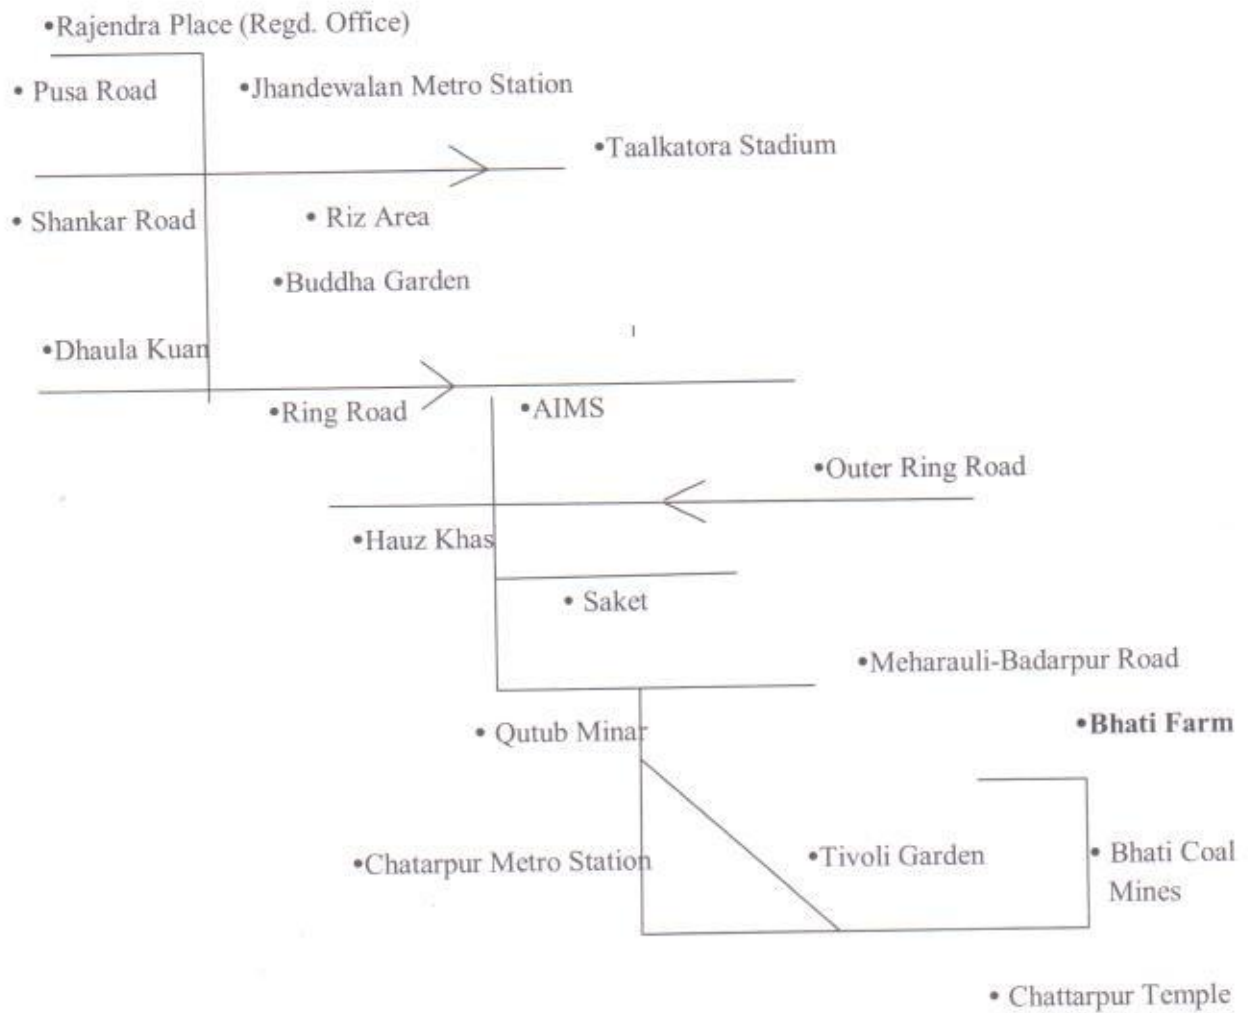 •Rajendra Place (Regd. Office)
• Pusa Road
•Jhandewalan Metro Station
•Taalkatora Stadium
• Shankar Road
• Riz Area
•Buddha Garden
•Dhaula Kuan
•Ring Road
•AIMS
•Outer Ring Road
•Hauz Khas
• Saket
•Meharauli-Badarpur Road
• Qutub Minar
•Bhati Farm
•Chatarpur Metro Station
•Tivoli Garden
• Bhati Coal
Mines
• Chattarpur Temple